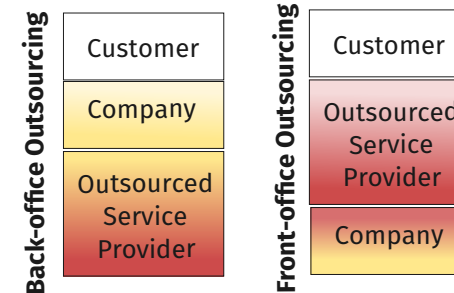 Back-office Outsourcing
Customer
Company
Outsourced
Service
Provider
Front-office Outsourcing
Customer
Outsourced
Service
Provider
Company